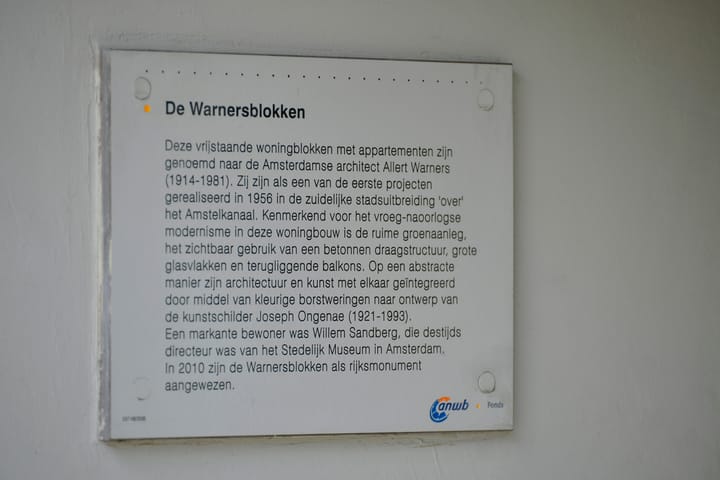 De Warnersblokken
Deze vrijstaande woningblokken met appartementen zijn
genoemd naar de Amsterdamse architect Allert Warners
(1914-1981). Zij zijn als een van de eerste projecten
gerealiseerd in 1956 in de zuidelijke stadsuitbreiding 'over'
het Amstelkanaal. Kenmerkend voor het vroeg-naoorlogse
modernisme in deze woningbouw is de ruime groenaanleg,
het zichtbaar gebruik van een betonnen draagstructuur, grote
glasvlakken en terugliggende balkons. Op een abstracte
manier zijn architectuur en kunst met elkaar geïntegreerd
door middel van kleurige borstweringen naar ontwerp van
de kunstschilder Joseph Ongenae (1921-1993).
Een markante bewoner was Willem Sandberg, die destijds
directeur was van het Stedelijk Museum in Amsterdam.
In 2010 zijn de Warnersblokken als rijksmonument
aangewezen.
anwb Fonds